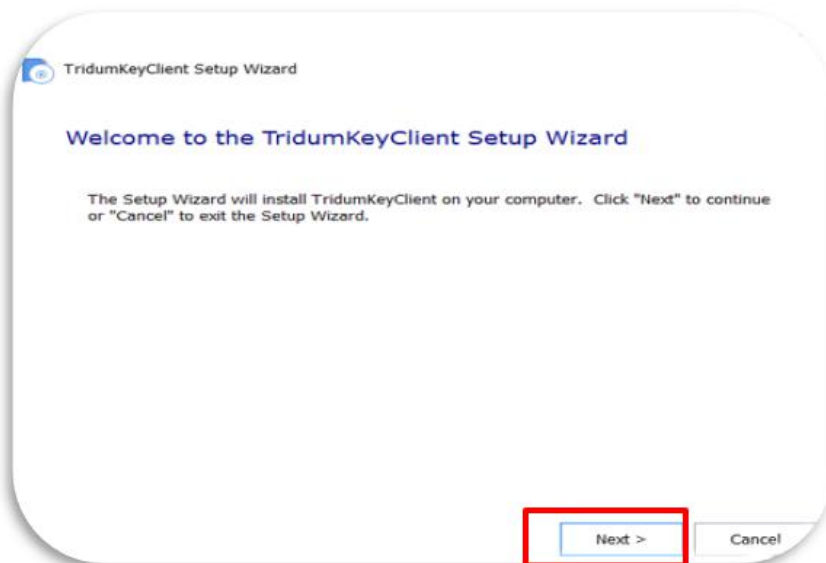 TridumKeyClient Setup Wizard
Welcome to the TridumKeyClient Setup Wizard
The Setup Wizard will install TridumKeyClient on your computer. Click "Next" to continue
or "Cancel" to exit the Setup Wizard.
Next > Cancel